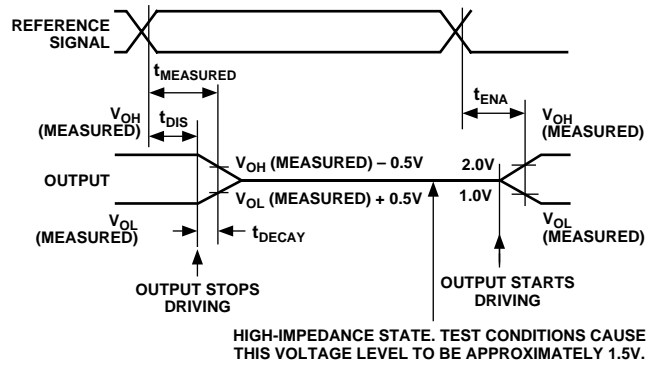 REFERENCE
SIGNAL
tMEASURED
tENA
VOH
(MEASURED)
tDIS
VOH
(MEASURED)
VOH (MEASURED) – 0.5V
2.0V
OUTPUT
VOL (MEASURED) + 0.5V
1.0V
VOL
(MEASURED)
tDECAY
VOL
(MEASURED)
OUTPUT STOPS
DRIVING
OUTPUT STARTS
DRIVING
HIGH-IMPEDANCE STATE. TEST CONDITIONS CAUSE
THIS VOLTAGE LEVEL TO BE APPROXIMATELY 1.5V.